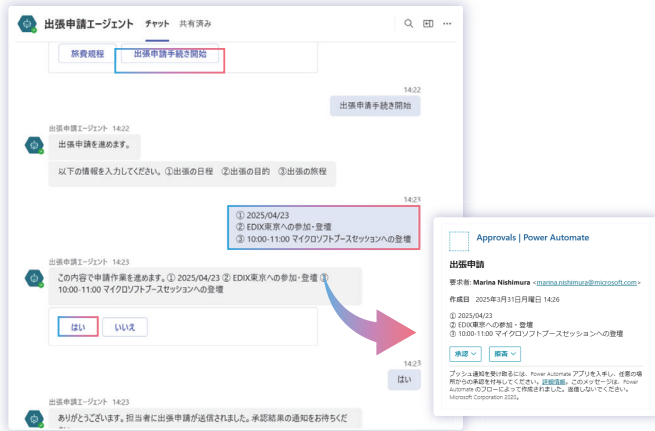 出張申請エージェント チャット 共有済み
旅費規程 出張申請手続き開始
14:22
出張申請手続き開始
出張申請エージェント 14:22
出張申請を進めます。
以下の情報を入力してください。 ①出張の日程 ②出張の目的 ③出張の旅程
14:23
① 2025/04/23
② EDIX東京への参加・登壇
③ 10:00-11:00 マイクロソフトブースセッションへの登壇
出張申請エージェント 14:23
この内容で申請作業を進めます。① 2025/04/23 ② EDIX東京への参加・登壇 ③
10:00-11:00 マイクロソフトブースセッションへの登壇
はい いいえ
14:23
はい
出張申請エージェント 14:23
ありがとうございます。担当者に出張申請が送信されました。承認結果の通知をお待ちくだ
Approvals | Power Automate
出張申請
要求者: Marina Nishimura <marina.nishimura@microsoft.com>
作成日 2025年3月31日月曜日 14:26
① 2025/04/23
② EDIX東京への参加・登壇
③ 10:00-11:00 マイクロソフトブースセッションへの登壇
承認 拒否
プッシュ通知を受け取るには、Power Automate アプリを入手し、任意の場
所からの承認を付与してください。詳細情報。このメッセージは、Power
Automate のフローによって作成されました。返信しないでください。
Microsoft Corporation 2020。